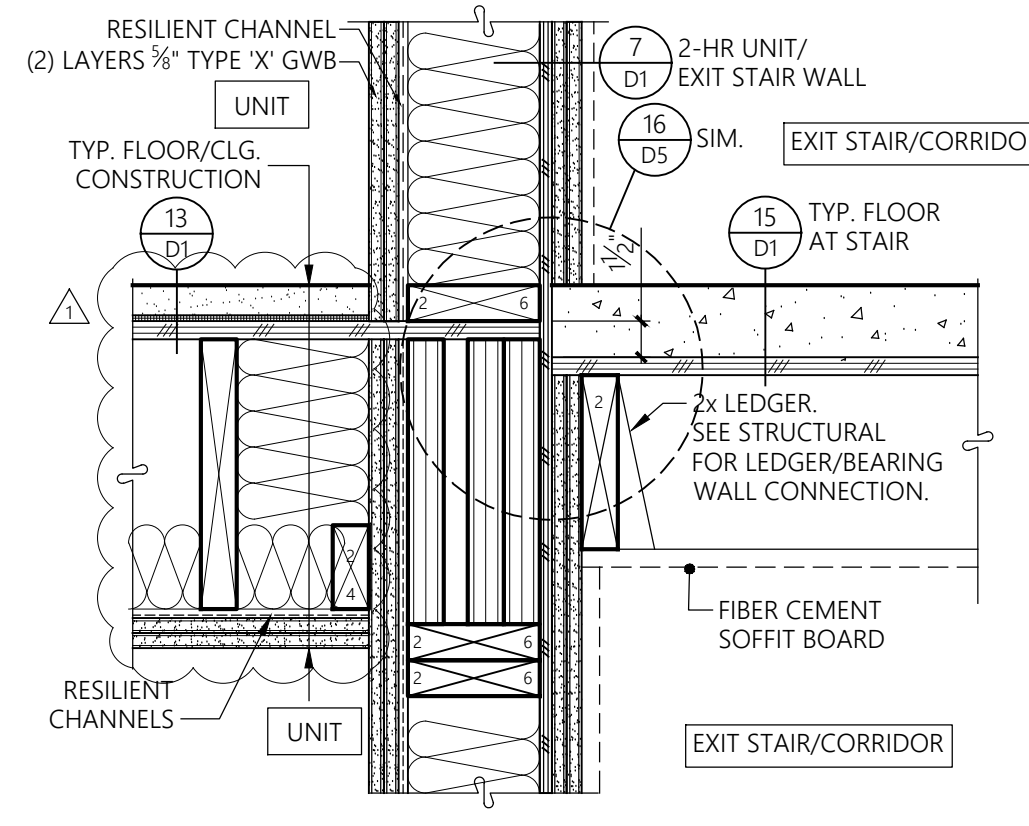 RESILIENT CHANNEL
(2) LAYERS ⅝" TYPE 'X' GWB
UNIT
TYP. FLOOR/CLG.
CONSTRUCTION
13
D1
1
7
D1
2-HR UNIT/
EXIT STAIR WALL
16
D5
SIM.
EXIT STAIR/CORRIDO
15
D1
TYP. FLOOR
AT STAIR
1½"
2 6
2
2x LEDGER.
SEE STRUCTURAL
FOR LEDGER/BEARING
WALL CONNECTION.
2
4
2 6
2 6
FIBER CEMENT
SOFFIT BOARD
RESILIENT
CHANNELS
UNIT
EXIT STAIR/CORRIDOR